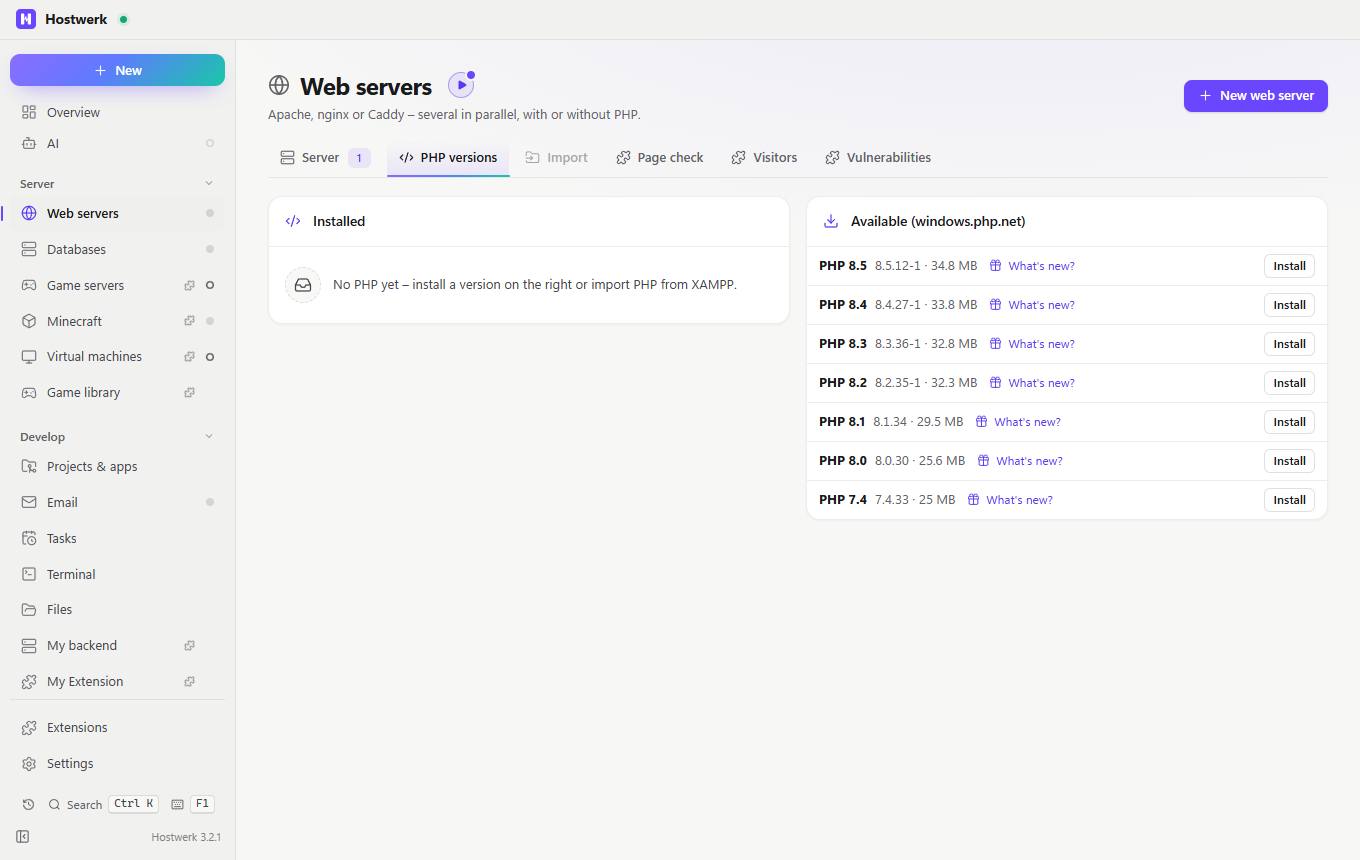 Hostwerk
New
Overview
AI
Server
Web servers
Databases
Game servers
Minecraft
Virtual machines
Game library
Develop
Projects & apps
Email
Tasks
Terminal
Files
My backend
My Extension
Extensions
Settings
Search Ctrl K F1
Hostwerk 3.2.1
Web servers
Apache, nginx or Caddy – several in parallel, with or without PHP.
New web server
Server 1 PHP versions Import Page check Visitors Vulnerabilities
Installed
No PHP yet – install a version on the right or import PHP from XAMPP.
Available (windows.php.net)
PHP 8.5 8.5.12-1 · 34.8 MB What's new? Install
PHP 8.4 8.4.27-1 · 33.8 MB What's new? Install
PHP 8.3 8.3.36-1 · 32.8 MB What's new? Install
PHP 8.2 8.2.35-1 · 32.3 MB What's new? Install
PHP 8.1 8.1.34 · 29.5 MB What's new? Install
PHP 8.0 8.0.30 · 25.6 MB What's new? Install
PHP 7.4 7.4.33 · 25 MB What's new? Install